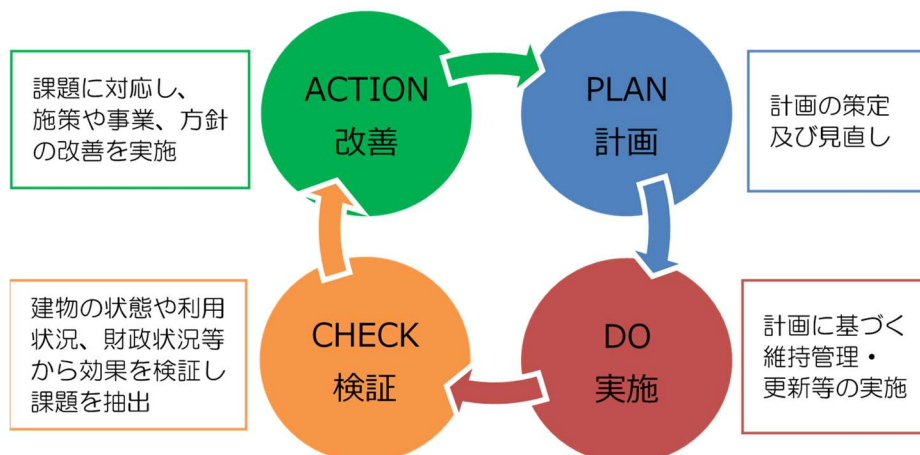 課題に対応し、
施策や事業、方針
の改善を実施
ACTION
改善
PLAN
計画
計画の策定
及び見直し
建物の状態や利用
状況、財政状況等
から効果を検証し
課題を抽出
CHECK
検証
DO
実施
計画に基づく
維持管理・
更新等の実施